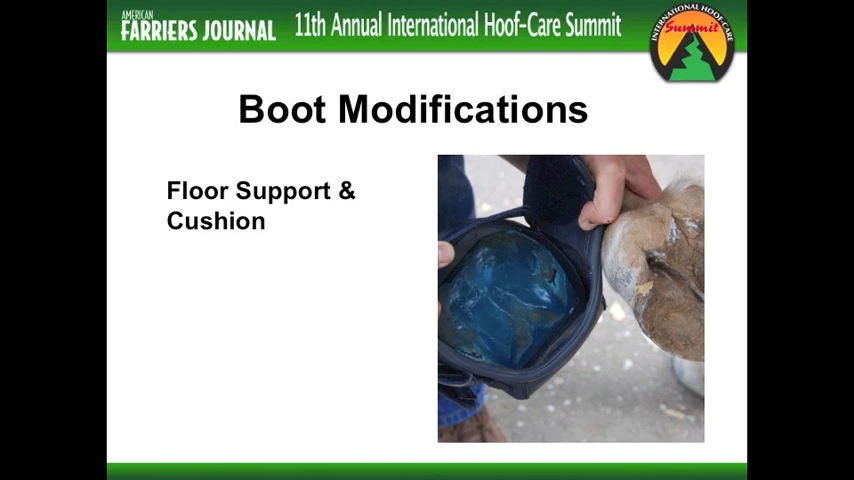 AMERICAN
FARRIERS JOURNAL
11th Annual International Hoof-Care Summit
INTERNATIONAL HOOF-CARE
Summit
Boot Modifications
Floor Support &
Cushion